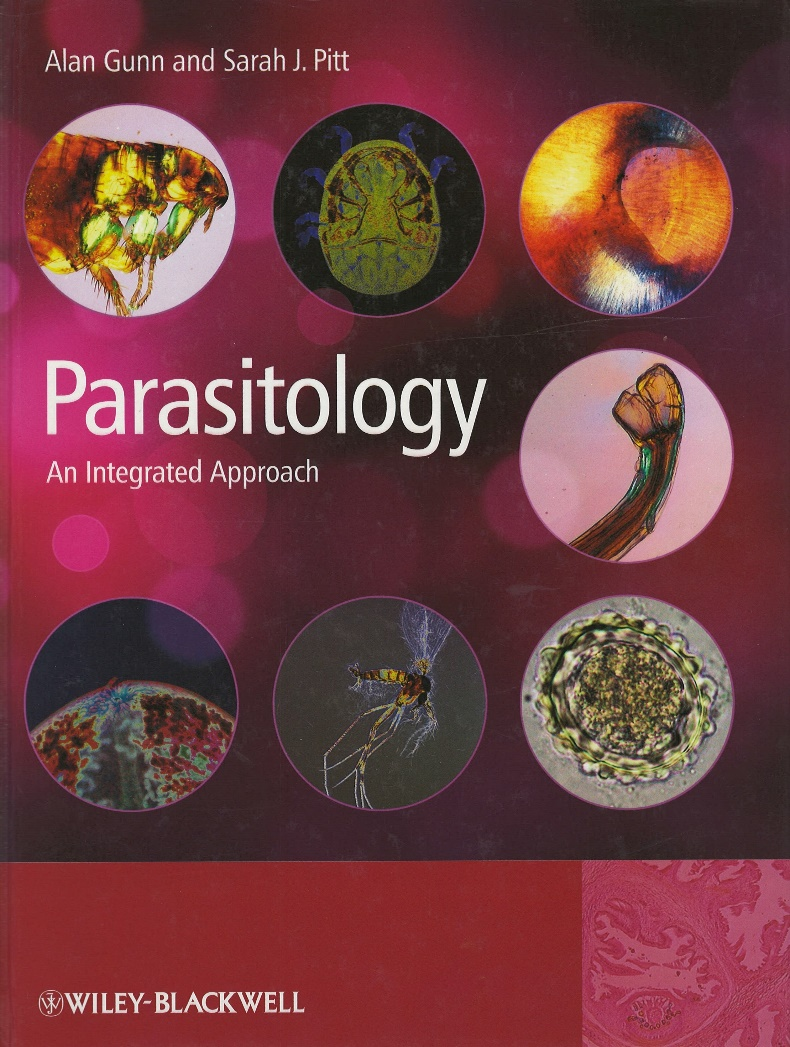 Alan Gunn and Sarah J. Pitt
Parasitology
An Integrated Approach
WILEY-BLACKWELL